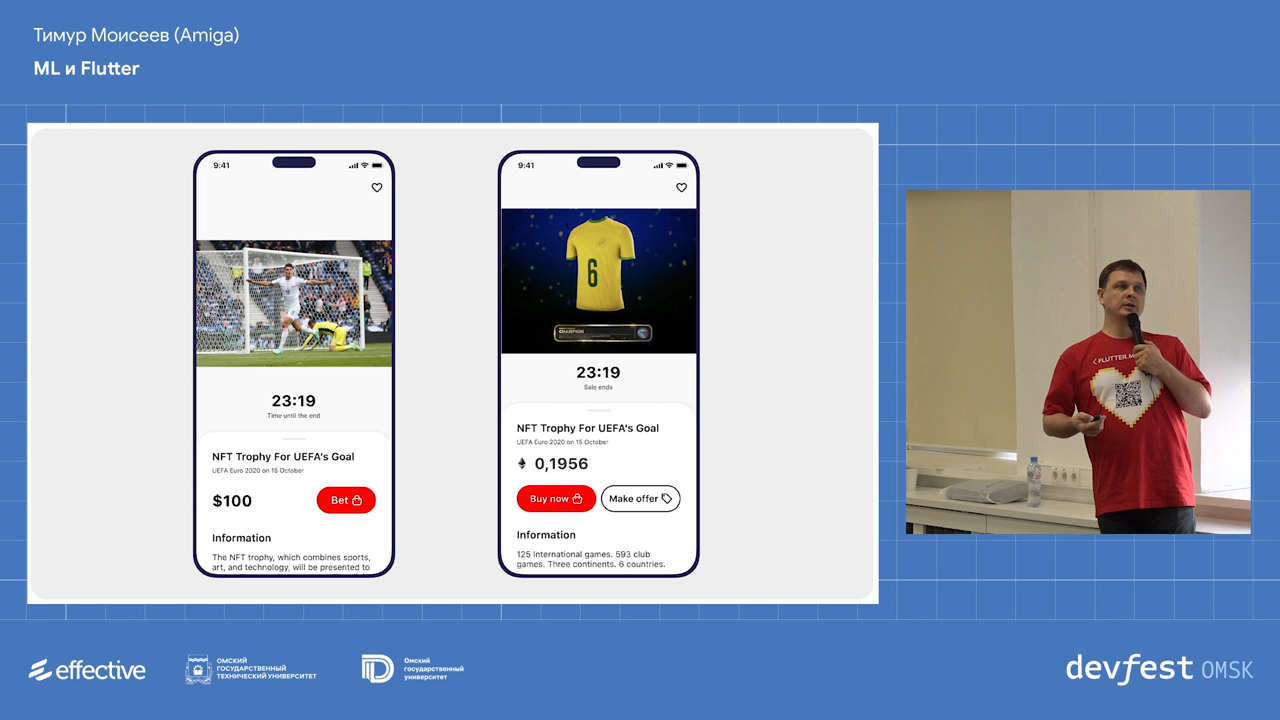 Тимур Моисеев (Amiga)
ML и Flutter
9:41
23:19
Time until the end
NFT Trophy For UEFA's Goal
UEFA Euro 2020 on 15 October
$100
Bet
Information
The NFT trophy, which combines sports,
art, and technology, will be presented to
9:41
6
CHAMPION
23:19
Sale ends
NFT Trophy For UEFA's Goal
UEFA Euro 2020 on 15 October
0,1956
Buy now
Make offer
Information
125 International games. 593 club
games. Three continents. 6 countries.
< FLUTTER.M
effective
ОМСКИЙ
ГОСУДАРСТВЕННЫЙ
ТЕХНИЧЕСКИЙ УНИВЕРСИТЕТ
Омский
государственный
университет
devfest OMSK